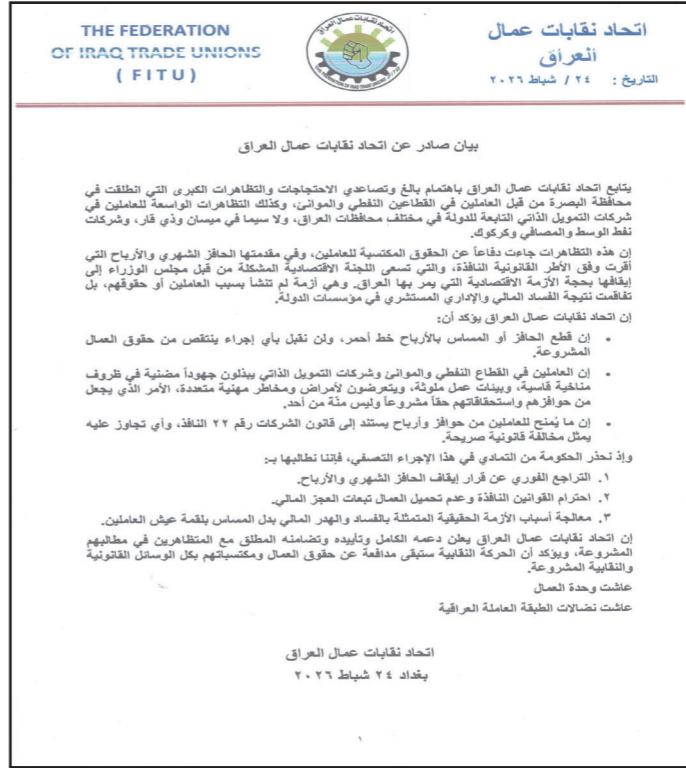 THE FEDERATION
OF IRAQ TRADE UNIONS
( FITU )
اتحاد نقابات عمال العراق
اتحاد نقابات عمال
العراق
التاريخ : ٢٤ / شباط ٢٠٢٦
بيان صادر عن اتحاد نقابات عمال العراق
يتابع اتحاد نقابات عمال العراق باهتمام بالغ وتصاعدي الاحتجاجات والتظاهرات الكبرى التي انطلقت في
محافظة البصرة من قبل العاملين في القطاعين النفطي والموانئ، وكذلك التظاهرات الواسعة للعاملين في
شركات التمويل الذاتي التابعة للدولة في مختلف محافظات العراق، ولا سيما في ميسان وذي قار، وشركات
نفط الوسط والمصافي وكركوك.
إن هذه التظاهرات جاءت دفاعاً عن الحقوق المكتسبة للعاملين، وفي مقدمتها الحافز الشهري والأرباح التي
أقرت وفق الأطر القانونية النافذة، والتي تسعى اللجنة الاقتصادية المشكلة من قبل مجلس الوزراء إلى
إيقافها بحجة الأزمة الاقتصادية التي يمر بها العراق. وهي أزمة لم تنشأ بسبب العاملين أو حقوقهم، بل
تفاقمت نتيجة الفساد المالي والإداري المستشري في مؤسسات الدولة.
إن اتحاد نقابات عمال العراق يؤكد أن:
• إن قطع الحافز أو المساس بالأرباح خط أحمر، ولن نقبل بأي إجراء ينتقص من حقوق العمال
المشروعة.
• إن العاملين في القطاع النفطي والموانئ وشركات التمويل الذاتي يبذلون جهوداً مضنية في ظروف
مناخية قاسية، وبيئات عمل ملوثة، ويتعرضون لأمراض ومخاطر مهنية متعددة، الأمر الذي يجعل
من حوافزهم واستحقاقاتهم حقاً مشروعاً وليس منّة من أحد.
• إن ما يُمنح للعاملين من حوافز وأرباح يستند إلى قانون الشركات رقم ٢٢ النافذ، وأي تجاوز عليه
يمثل مخالفة قانونية صريحة.
وإذ نحذر الحكومة من التمادي في هذا الإجراء التعسفي، فإننا نطالبها بـ:
١. التراجع الفوري عن قرار إيقاف الحافز الشهري والأرباح.
٢. احترام القوانين النافذة وعدم تحميل العمال تبعات العجز المالي.
٣. معالجة أسباب الأزمة الحقيقية المتمثلة بالفساد والهدر المالي بدل المساس بلقمة عيش العاملين.
إن اتحاد نقابات عمال العراق يعلن دعمه الكامل وتأييده وتضامنه المطلق مع المتظاهرين في مطالبهم
المشروعة، ويؤكد أن الحركة النقابية ستبقى مدافعة عن حقوق العمال ومكتسباتهم بكل الوسائل القانونية
والنقابية المشروعة.
عاشت وحدة العمال
عاشت نضالات الطبقة العاملة العراقية
اتحاد نقابات عمال العراق
بغداد ٢٤ شباط ٢٠٢٦
١